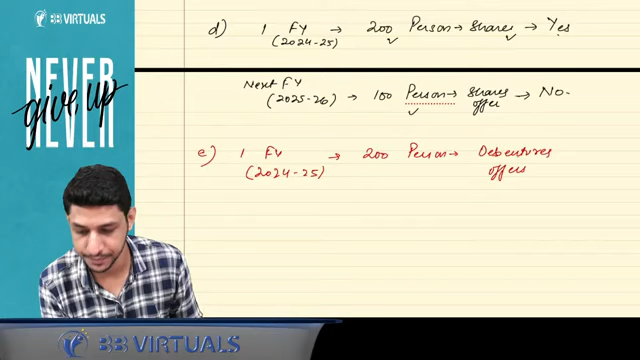 BB VIRTUALS
NEVER
give up
NEVER
d) 1 FY → 200 Person → Shares → Yes
(2024-25)
Next FY
(2025-26) → 100 Person → Shares offer → No
e) 1 FY → 200 Person → Debentures
(2024-25) offers
BB VIRTUALS